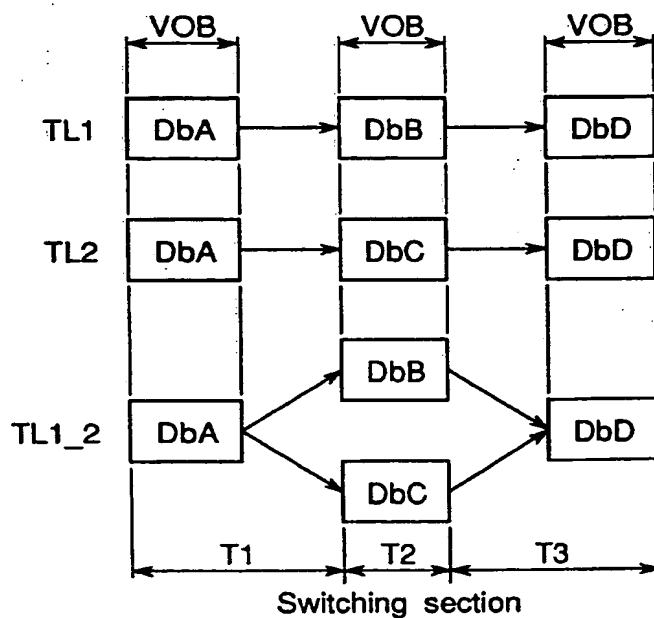 VOB VOB VOB
TL1 DbA DbB DbD
TL2 DbA DbC DbD
DbB
TL1_2 DbA DbD
DbC
T1 T2 T3
Switching section